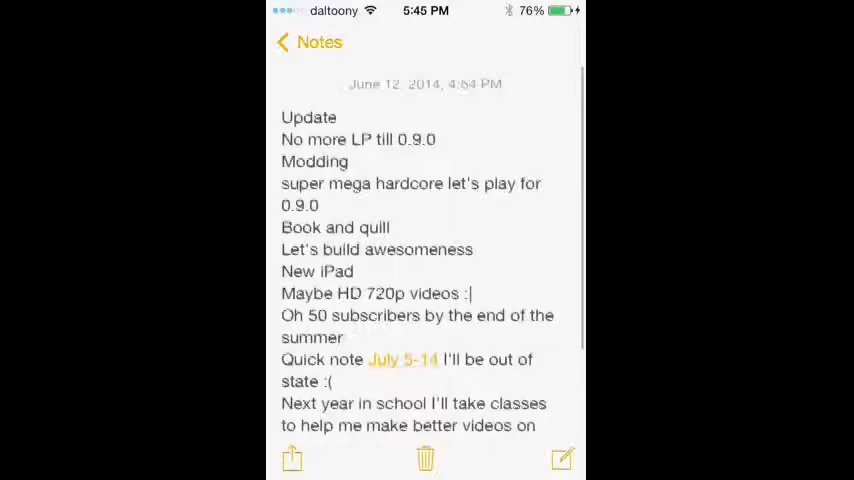 daltoony 5:45 PM 76%
Notes
June 12, 2014, 4:54 PM
Update
No more LP till 0.9.0
Modding
super mega hardcore let's play for
0.9.0
Book and quill
Let's build awesomeness
New iPad
Maybe HD 720p videos :|
Oh 50 subscribers by the end of the
summer
Quick note July 5-14 I'll be out of
state :(
Next year in school I'll take classes
to help me make better videos on